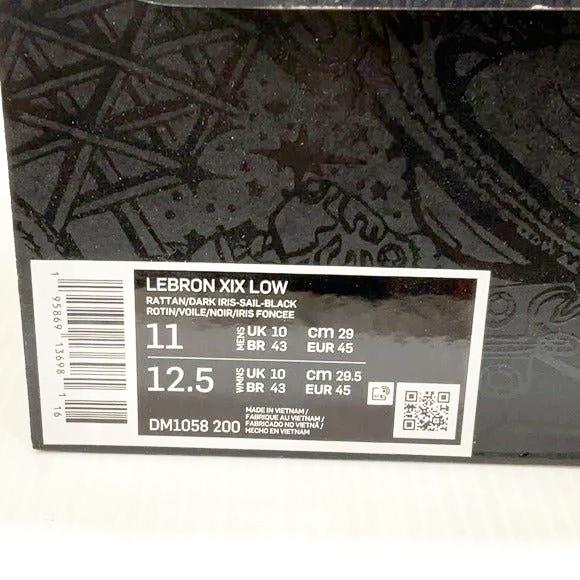 LEBRON XIX LOW
RATTAN/DARK IRIS-SAIL-BLACK
ROTIN/VOILE/NOIR/IRIS FONCEE
11 MENS UK 10 cm 29
BR 43 EUR 45
12.5 WMNS UK 10 cm 29.5
BR 43 EUR 45
DM1058 200
MADE IN VIETNAM/
FABRIQUE AU VIETNAM/
FABRICADO NO VIETNÃ/
HECHO EN VIETNAM
1 95869 13698 116